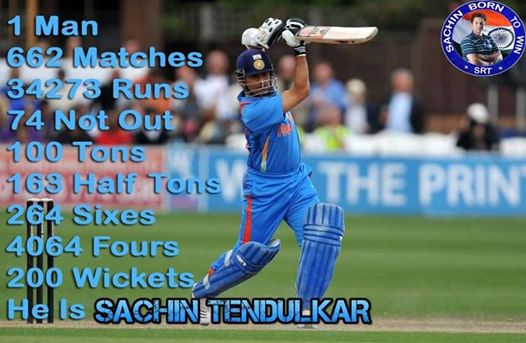 1 Man
662 Matches
34273 Runs
74 Not Out
100 Tons
163 Half Tons
264 Sixes
4064 Fours
200 Wickets
He Is SACHIN TENDULKAR
SACHIN BORN TO WIN
SRT
THE PRIN